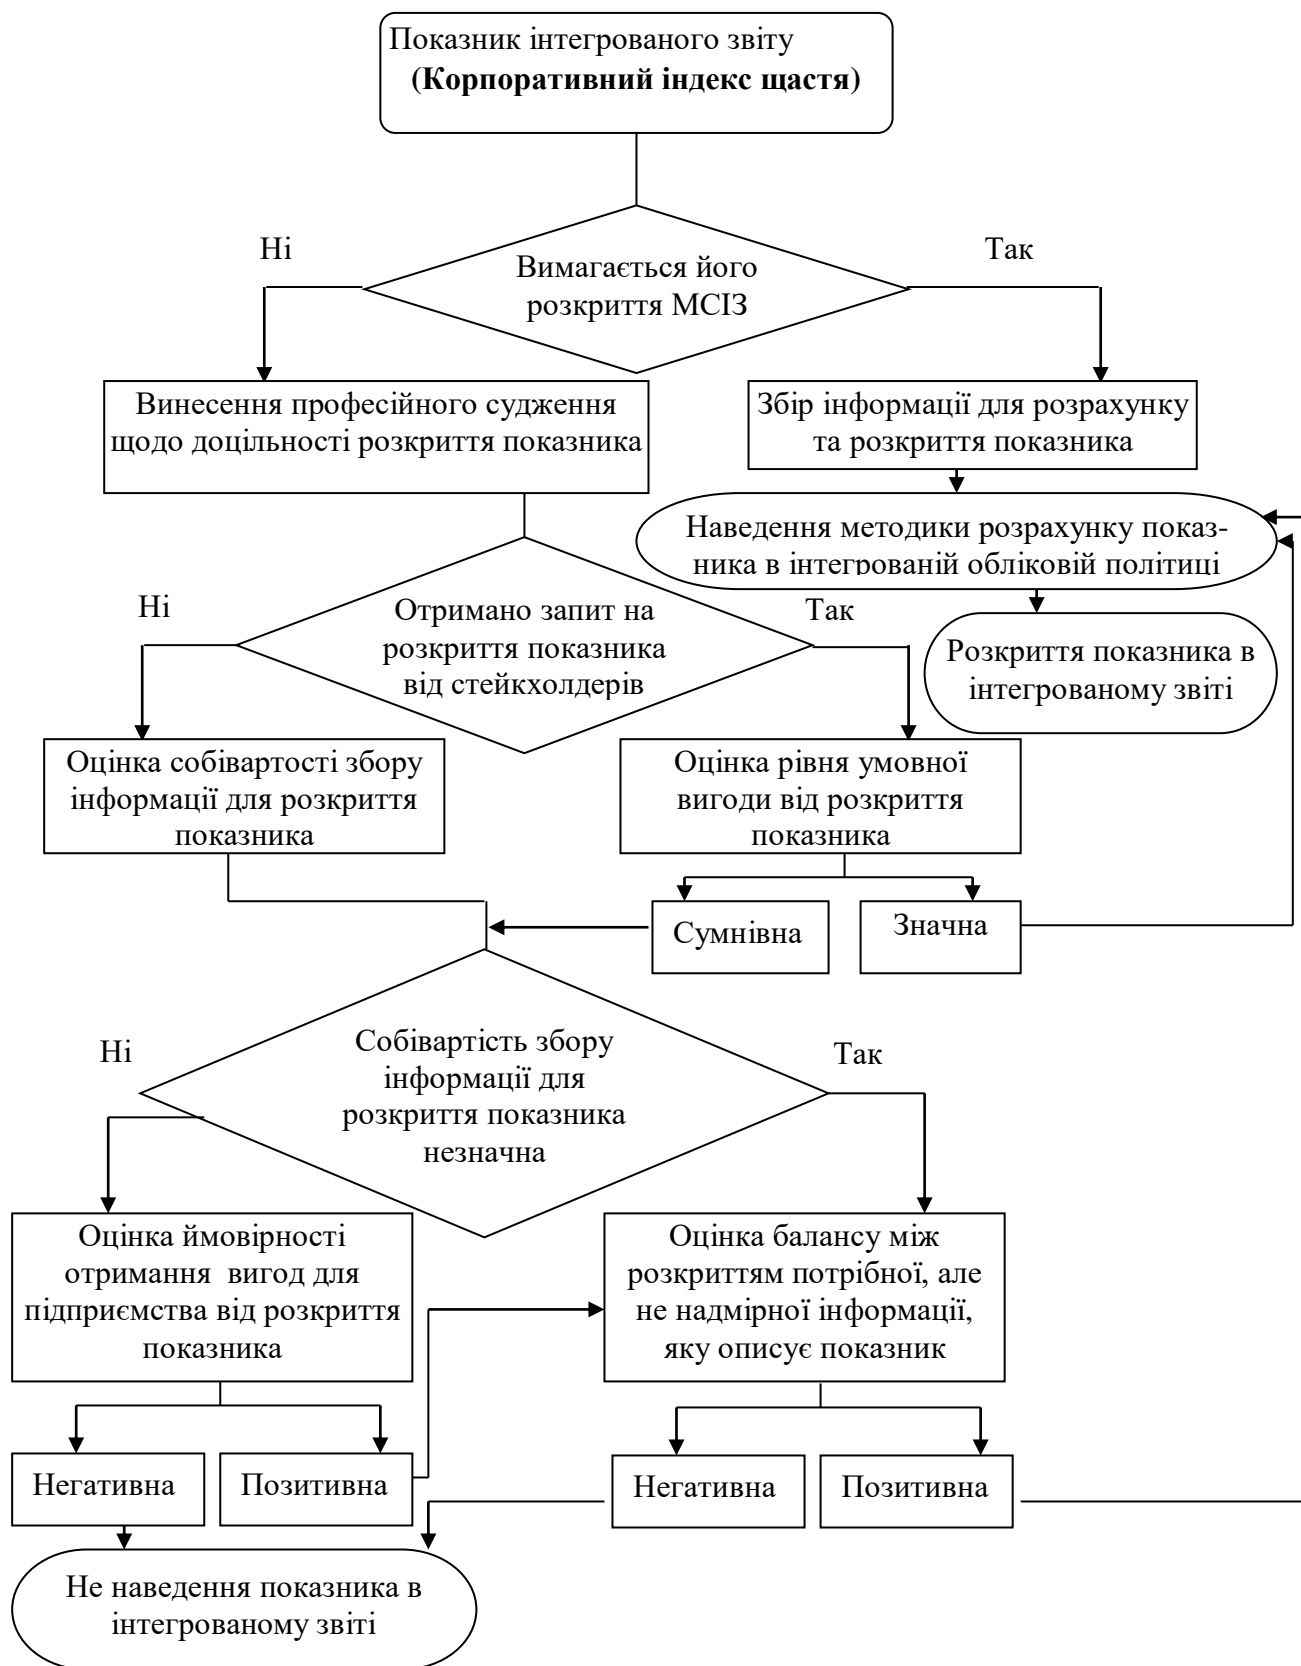 Показник інтегрованого звіту
(Корпоративний індекс щастя)
Ні
Так
Вимагається його
розкриття МСІЗ
Винесення професійного судження
щодо доцільності розкриття показника
Збір інформації для розрахунку
та розкриття показника
Наведення методики розрахунку показ-
ника в інтегрованій обліковій політиці
Ні
Так
Отримано запит на
розкриття показника
від стейкхолдерів
Розкриття показника в
інтегрованому звіті
Оцінка собівартості збору
інформації для розкриття
показника
Оцінка рівня умовної
вигоди від розкриття
показника
Сумнівна
Значна
Ні
Так
Собівартість збору
інформації для
розкриття показника
незначна
Оцінка ймовірності
отримання вигод для
підприємства від розкриття
показника
Оцінка балансу між
розкриттям потрібної, але
не надмірної інформації,
яку описує показник
Негативна
Позитивна
Негативна
Позитивна
Не наведення показника в
інтегрованому звіті